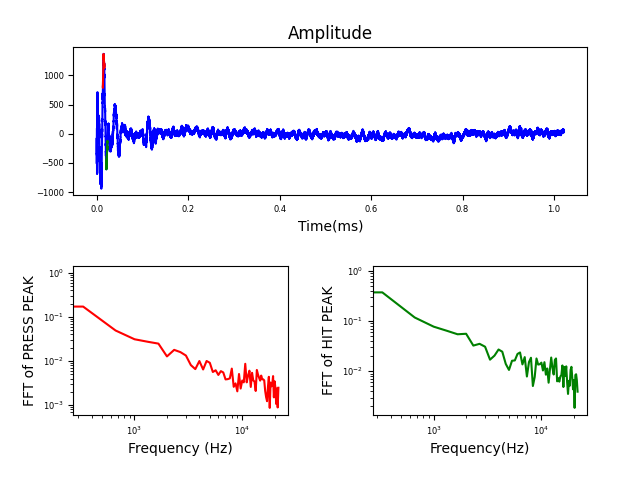 Amplitude
1000
500
0
−500
−1000
0.0 0.2 0.4 0.6 0.8 1.0
Time(ms)
FFT of PRESS PEAK
10⁰
10⁻¹
10⁻²
10⁻³
10³ 10⁴
Frequency (Hz)
FFT of HIT PEAK
10⁰
10⁻¹
10⁻²
10³ 10⁴
Frequency(Hz)